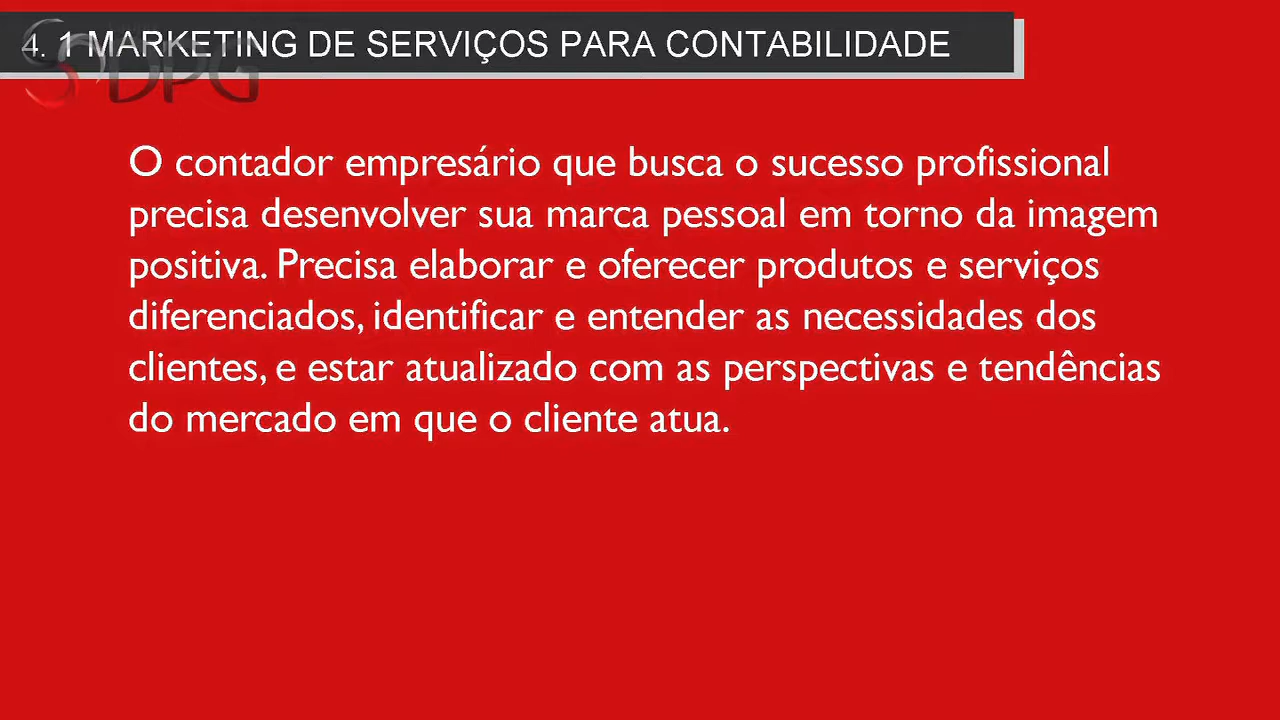 4. 1 MARKETING DE SERVIÇOS PARA CONTABILIDADE
DPG
O contador empresário que busca o sucesso profissional
precisa desenvolver sua marca pessoal em torno da imagem
positiva. Precisa elaborar e oferecer produtos e serviços
diferenciados, identificar e entender as necessidades dos
clientes, e estar atualizado com as perspectivas e tendências
do mercado em que o cliente atua.